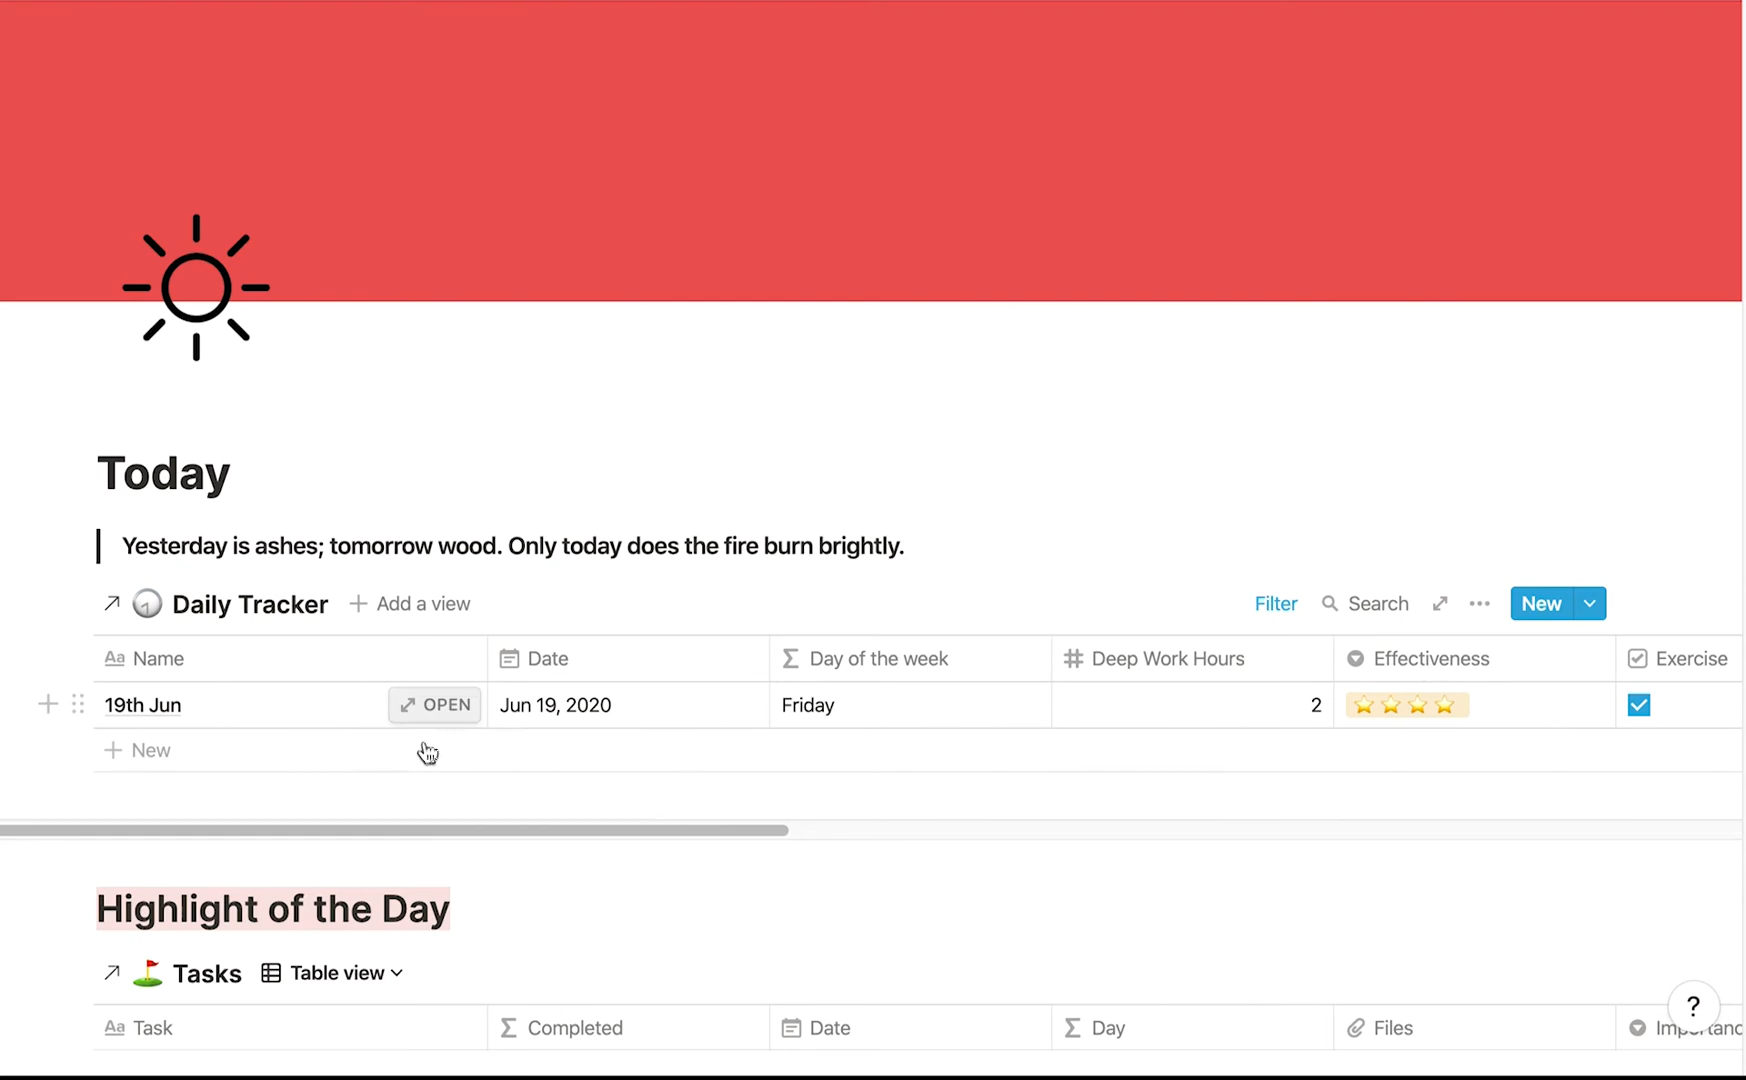 Today
Yesterday is ashes; tomorrow wood. Only today does the fire burn brightly.
Daily Tracker + Add a view Filter Search New
Aa Name Date Σ Day of the week # Deep Work Hours Effectiveness Exercise
19th Jun OPEN Jun 19, 2020 Friday 2
+ New
Highlight of the Day
Tasks Table view
Aa Task Σ Completed Date Σ Day Files
?